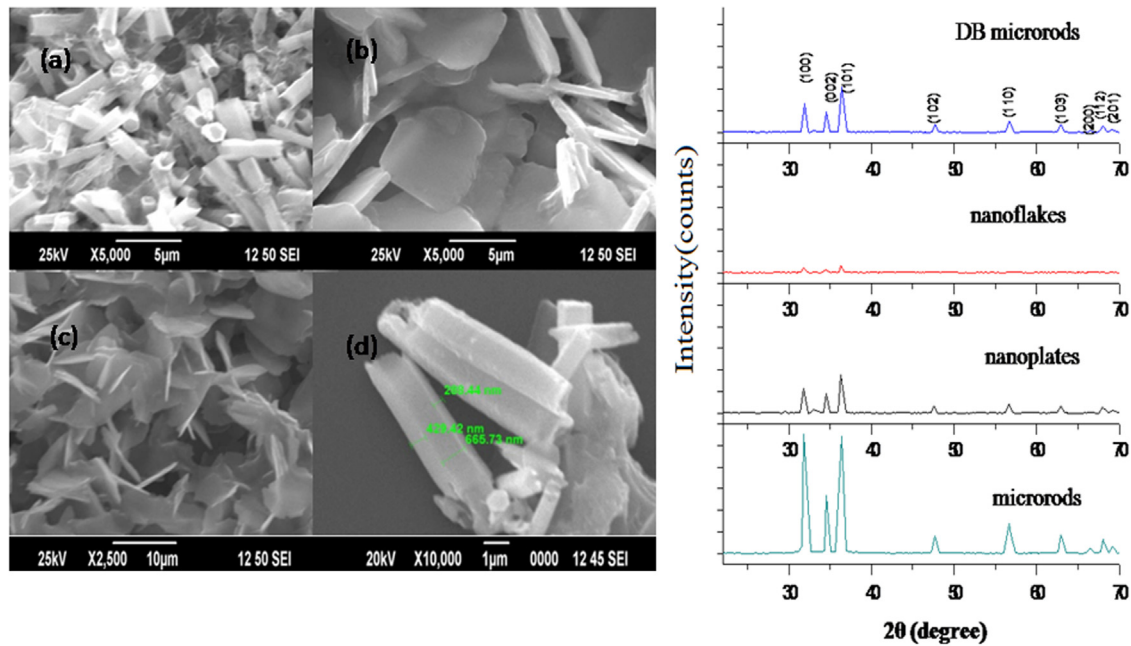 (a)
(b)
25kV X5,000 5µm 12 50 SEI
25kV X5,000 5µm 12 50 SEI
(c)
(d)
665.73 nm
25kV X2,500 10µm 12 50 SEI
20kV X10,000 1µm 0000 12 45 SEI
Intensity(counts)
DB microrods
(100)
(002)
(101)
(102)
(110)
(103)
(200)
(112)
(201)
30 40 50 60 70
nanoflakes
30 40 50 60 70
nanoplates
30 40 50 60 70
microrods
30 40 50 60 70
2θ (degree)